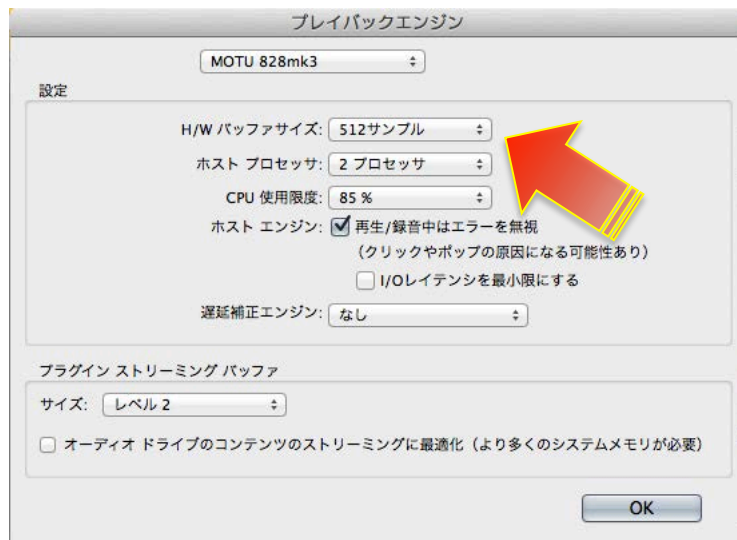 プレイバックエンジン
MOTU 828mk3
設定
H/W バッファサイズ: 512サンプル
ホスト プロセッサ: 2 プロセッサ
CPU 使用限度: 85 %
ホスト エンジン: 再生/録音中はエラーを無視
(クリックやポップの原因になる可能性あり)
I/Oレイテンシを最小限にする
遅延補正エンジン: なし
プラグイン ストリーミング バッファ
サイズ: レベル 2
オーディオ ドライブのコンテンツのストリーミングに最適化（より多くのシステムメモリが必要）
OK